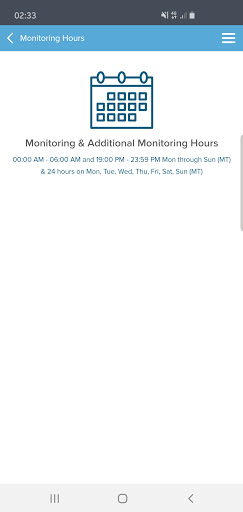 02:33
Monitoring Hours
Monitoring & Additional Monitoring Hours
00:00 AM - 06:00 AM and 19:00 PM - 23:59 PM Mon through Sun (MT)
& 24 hours on Mon, Tue, Wed, Thu, Fri, Sat, Sun (MT)